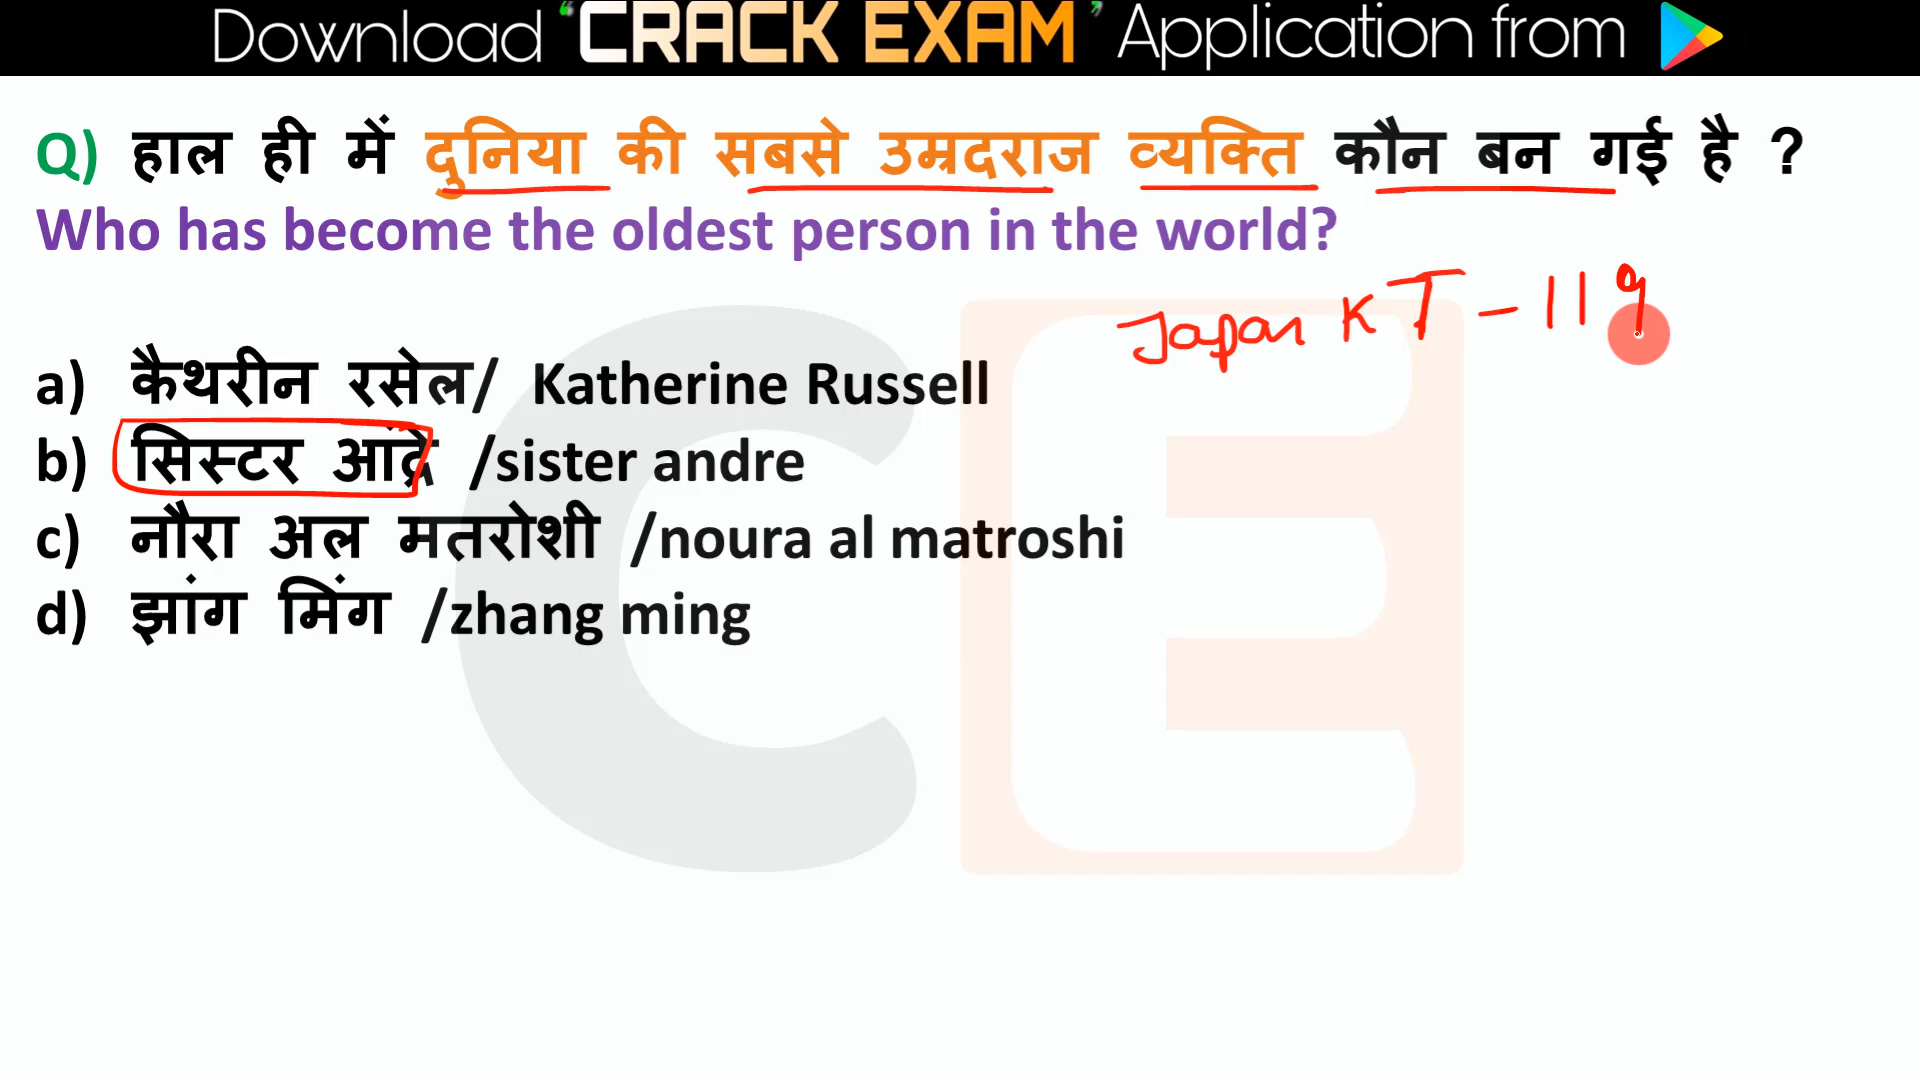 Download ‘CRACK EXAM’ Application from
Q) हाल ही में दुनिया की सबसे उम्रदराज व्यक्ति कौन बन गई है ?
Who has become the oldest person in the world?
Japan KT - 119
a) कैथरीन रसेल/ Katherine Russell
b) सिस्टर आंद्रे /sister andre
c) नौरा अल मतरोशी /noura al matroshi
d) झांग मिंग /zhang ming
CE